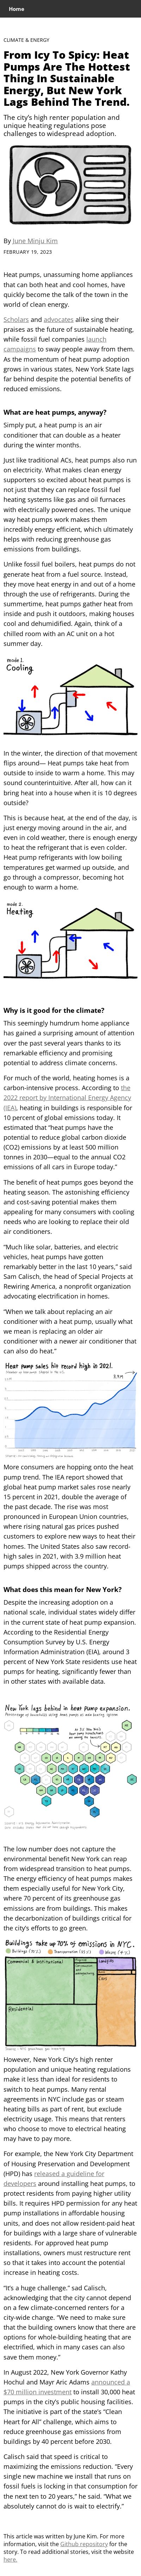 Home
CLIMATE & ENERGY
From Icy To Spicy: Heat
Pumps Are The Hottest
Thing In Sustainable
Energy, But New York
Lags Behind The Trend.
The city's high renter population and
unique heating regulations pose
challenges to widespread adoption.
By June Minju Kim
FEBRUARY 19, 2023
Heat pumps, unassuming home appliances
that can both heat and cool homes, have
quickly become the talk of the town in the
world of clean energy.
Scholars and advocates alike sing their
praises as the future of sustainable heating,
while fossil fuel companies launch
campaigns to sway people away from them.
As the momentum of heat pump adoption
grows in various states, New York State lags
far behind despite the potential benefits of
reduced emissions.
What are heat pumps, anyway?
Simply put, a heat pump is an air
conditioner that can double as a heater
during the winter months.
Just like traditional ACs, heat pumps also run
on electricity. What makes clean energy
supporters so excited about heat pumps is
not just that they can replace fossil fuel
heating systems like gas and oil furnaces
with electrically powered ones. The unique
way heat pumps work makes them
incredibly energy efficient, which ultimately
helps with reducing greenhouse gas
emissions from buildings.
Unlike fossil fuel boilers, heat pumps do not
generate heat from a fuel source. Instead,
they move heat energy in and out of a home
through the use of refrigerants. During the
summertime, heat pumps gather heat from
inside and push it outdoors, making homes
cool and dehumidified. Again, think of a
chilled room with an AC unit on a hot
summer day.
mode 1.
Cooling
In the winter, the direction of that movement
flips around— Heat pumps take heat from
outside to inside to warm a home. This may
sound counterintuitive. After all, how can it
bring heat into a house when it is 10 degrees
outside?
This is because heat, at the end of the day, is
just energy moving around in the air, and
even in cold weather, there is enough energy
to heat the refrigerant that is even colder.
Heat pump refrigerants with low boiling
temperatures get warmed up outside, and
go through a compressor, becoming hot
enough to warm a home.
mode 2.
Heating
Why is it good for the climate?
This seemingly humdrum home appliance
has gained a surprising amount of attention
over the past several years thanks to its
remarkable efficiency and promising
potential to address climate concerns.
For much of the world, heating homes is a
carbon-intensive process. According to the
2022 report by International Energy Agency
(IEA), heating in buildings is responsible for
10 percent of global emissions today. It
estimated that "heat pumps have the
potential to reduce global carbon dioxide
(CO2) emissions by at least 500 million
tonnes in 2030—equal to the annual CO2
emissions of all cars in Europe today."
The benefit of heat pumps goes beyond the
heating season. The astonishing efficiency
and cost-saving potential makes them
appealing for many consumers with cooling
needs who are looking to replace their old
air conditioners.
"Much like solar, batteries, and electric
vehicles, heat pumps have gotten
remarkably better in the last 10 years," said
Sam Calisch, the head of Special Projects at
Rewiring America, a nonprofit organization
advocating electrification in homes.
"When we talk about replacing an air
conditioner with a heat pump, usually what
we mean is replacing an older air
conditioner with a newer air conditioner that
can also do heat."
Heat pump sales hit record high in 2021.
More consumers are hopping onto the heat
pump trend. The IEA report showed that
global heat pump market sales rose nearly
15 percent in 2021, double the average of
the past decade. The rise was most
pronounced in European Union countries,
where rising natural gas prices pushed
customers to explore new ways to heat their
homes. The United States also saw record-
high sales in 2021, with 3.9 million heat
pumps shipped across the country.
What does this mean for New York?
Despite the increasing adoption on a
national scale, individual states widely differ
in the current state of heat pump expansion.
According to the Residential Energy
Consumption Survey by U.S. Energy
Information Administration (EIA), around 3
percent of New York State residents use heat
pumps for heating, significantly fewer than
in other states with available data.
New York lags behind in heat pump expansion.
The low number does not capture the
environmental benefit New York can reap
from widespread transition to heat pumps.
The energy efficiency of heat pumps makes
them especially useful for New York City,
where 70 percent of its greenhouse gas
emissions are from buildings. This makes
the decarbonization of buildings critical for
the city's efforts to go green.
Buildings take up 70% of emissions in NYC.
Commercial & Institutional
Residential
However, New York City's high renter
population and unique heating regulations
make it less than ideal for residents to
switch to heat pumps. Many rental
agreements in NYC include gas or steam
heating bills as part of rent, but exclude
electricity usage. This means that renters
who choose to move to electrical heating
may have to pay more.
For example, the New York City Department
of Housing Preservation and Development
(HPD) has released a guideline for
developers around installing heat pumps, to
protect residents from paying higher utility
bills. It requires HPD permission for any heat
pump installations in affordable housing
units, and does not allow resident-paid heat
for buildings with a large share of vulnerable
residents. For approved heat pump
installations, owners must restructure rent
so that it takes into account the potential
increase in heating costs.
"It's a huge challenge." sad Calisch,
acknowledging that the city cannot depend
on a few climate-concerned renters for a
city-wide change. "We need to make sure
that the building owners know that there are
options for whole-building heating that are
electrified, which in many cases can also
save them money."
In August 2022, New York Governor Kathy
Hochul and Mayr Aric Adams announced a
$70 million investment to install 30,000 heat
pumps in the city's public housing facilities.
The initiative is part of the state's "Clean
Heart for All" challenge, which aims to
reduce greenhouse gas emissions from
buildings by 40 percent before 2030.
Calisch said that speed is critical to
maximizing the emissions reduction. "Every
single new machine we install that runs on
fossil fuels is locking in that consumption for
the next ten to 20 years," he said. "We want
absolutely cannot do is wait to electrify."
This article was written by June Kim. For more
information, visit the Github repository for this
story. To read additional stories, visit the website
here.